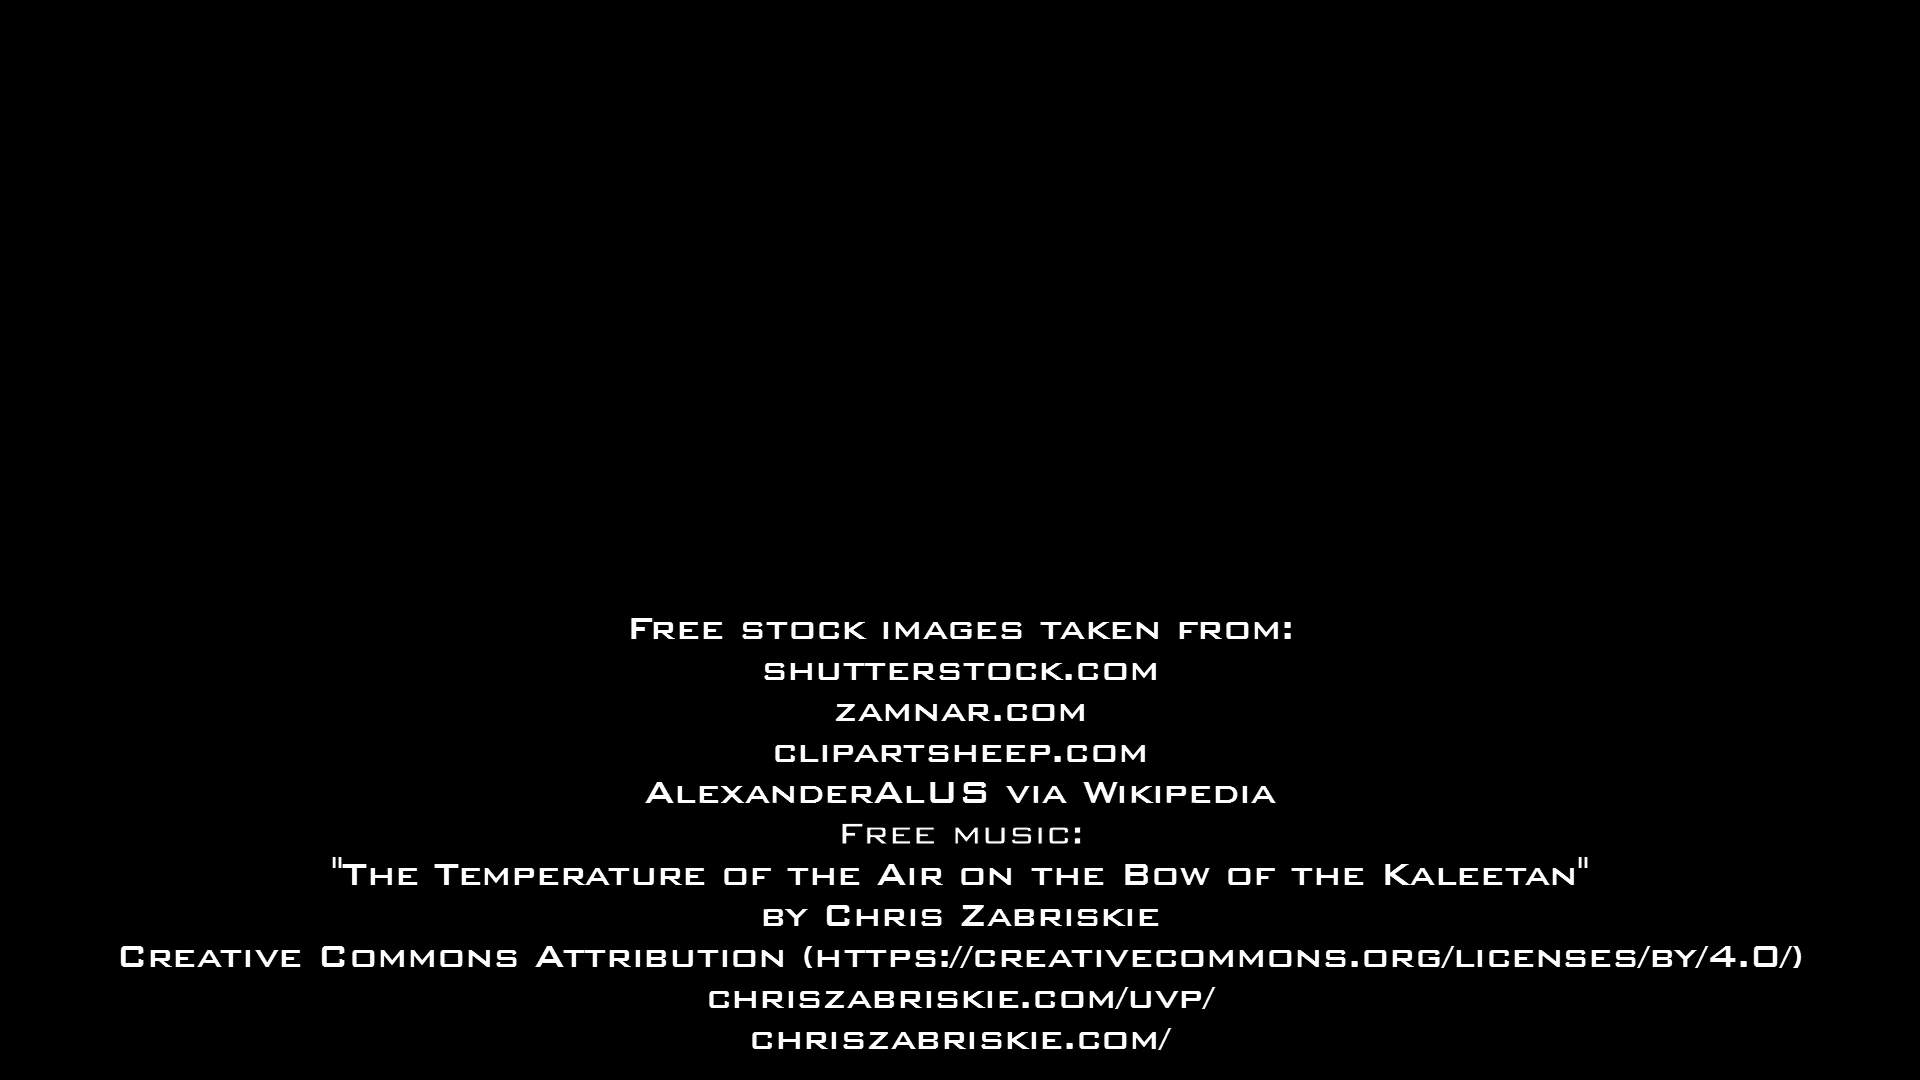 Free stock images taken from:
shutterstock.com
zamnar.com
clipartsheep.com
AlexanderAlUS via Wikipedia
Free music:
"The Temperature of the Air on the Bow of the Kaleetan"
by Chris Zabriskie
Creative Commons Attribution (https://creativecommons.org/licenses/by/4.0/)
chriszabriskie.com/uvp/
chriszabriskie.com/